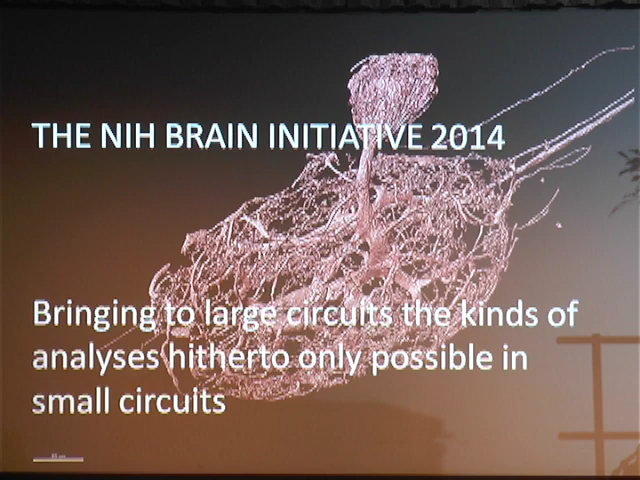 THE NIH BRAIN INITIATIVE 2014
Bringing to large circuits the kinds of
analyses hitherto only possible in
small circuits